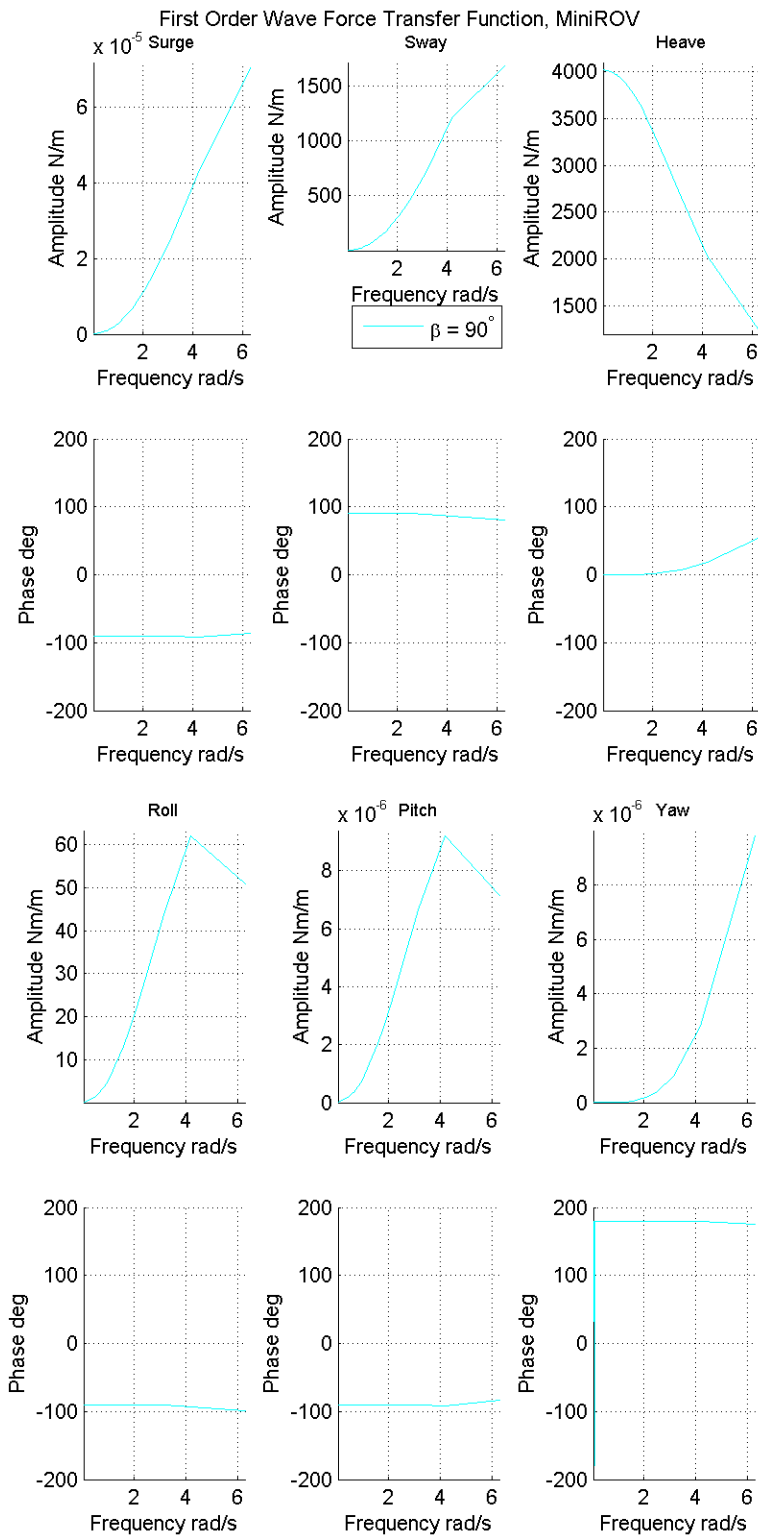 First Order Wave Force Transfer Function, MiniROV
x 10^-5 Surge
Sway
Heave
6
4
2
0
Amplitude N/m
2 4 6
Frequency rad/s
1500
1000
500
Amplitude N/m
2 4 6
Frequency rad/s
β = 90°
4000
3500
3000
2500
2000
1500
Amplitude N/m
2 4 6
Frequency rad/s
200
100
0
-100
-200
Phase deg
2 4 6
Frequency rad/s
200
100
0
-100
-200
Phase deg
2 4 6
Frequency rad/s
200
100
0
-100
-200
Phase deg
2 4 6
Frequency rad/s
Roll
60
50
40
30
20
10
Amplitude Nm/m
2 4 6
Frequency rad/s
x 10^-6 Pitch
8
6
4
2
0
Amplitude Nm/m
2 4 6
Frequency rad/s
x 10^-6 Yaw
8
6
4
2
0
Amplitude Nm/m
2 4 6
Frequency rad/s
200
100
0
-100
-200
Phase deg
2 4 6
Frequency rad/s
200
100
0
-100
-200
Phase deg
2 4 6
Frequency rad/s
200
100
0
-100
-200
Phase deg
2 4 6
Frequency rad/s